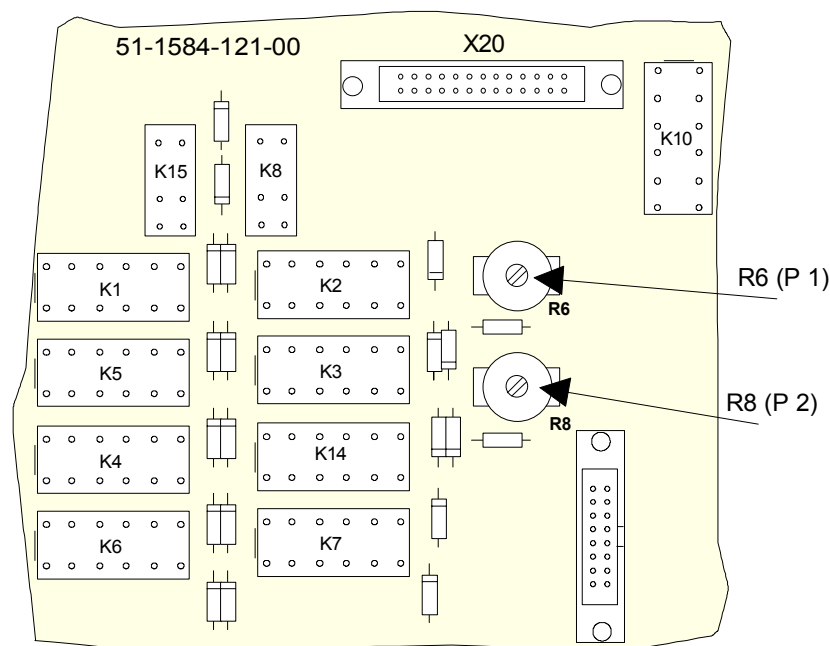 51-1584-121-00
X20
K10
K15
K8
K1
K2
R6 (P 1)
R6
K5
K3
R8 (P 2)
R8
K4
K14
K6
K7